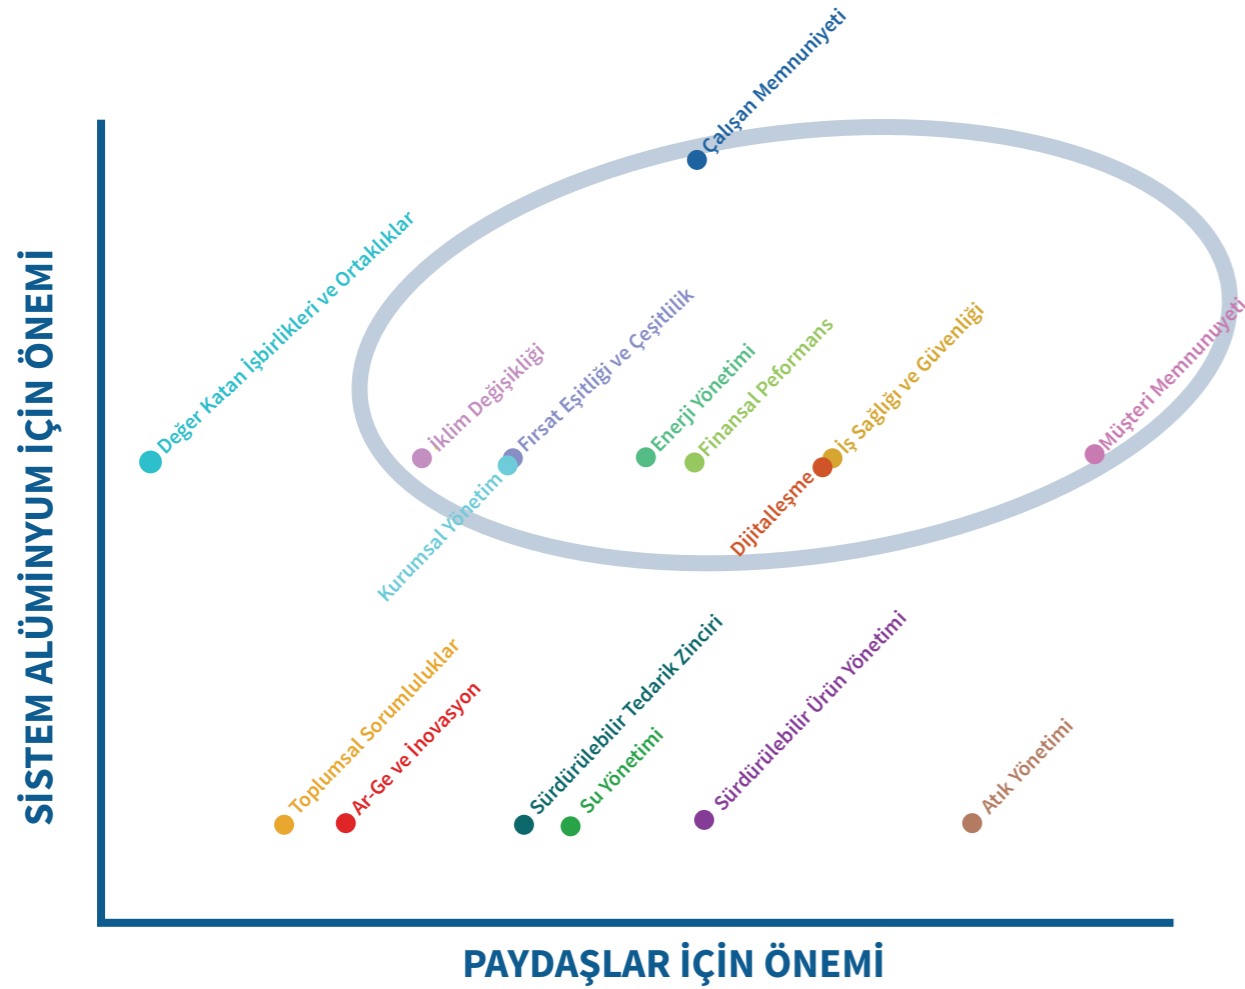 Çalışan Memnuniyeti
Değer Katan İşbirlikleri ve Ortaklıklar
İklim Değişikliği
Fırsat Eşitliği ve Çeşitlilik
Kurumsal Yönetim
Enerji Yönetimi
Finansal Peformans
İş Sağlığı ve Güvenliği
Dijitalleşme
Müşteri Memnunuyeti
Toplumsal Sorumluluklar
Ar-Ge ve İnovasyon
Sürdürülebilir Tedarik Zinciri
Su Yönetimi
Sürdürülebilir Ürün Yönetimi
Atık Yönetimi
SİSTEM ALÜMİNYUM İÇİN ÖNEMİ
PAYDAŞLAR İÇİN ÖNEMİ